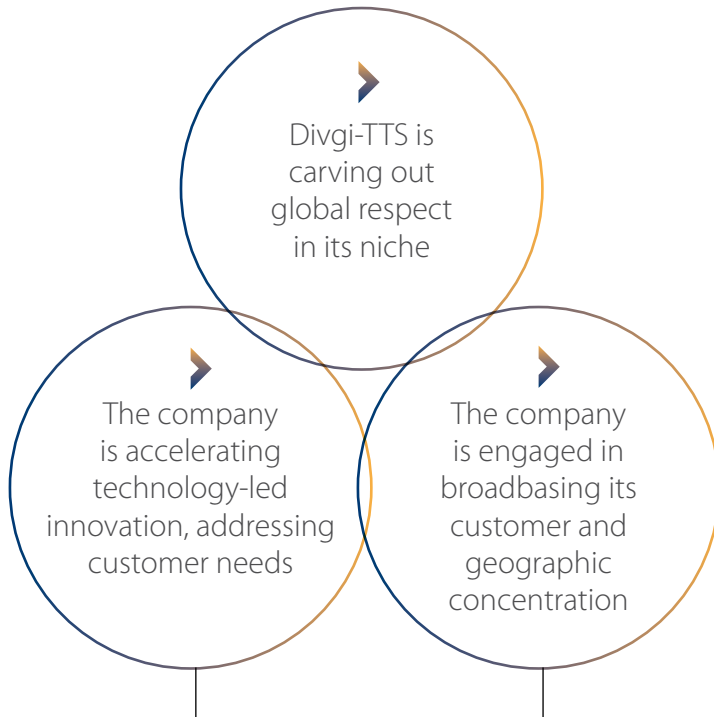 Divgi-TTS is
carving out
global respect
in its niche
The company
is accelerating
technology-led
innovation, addressing
customer needs
The company
is engaged in
broadbasing its
customer and
geographic
concentration